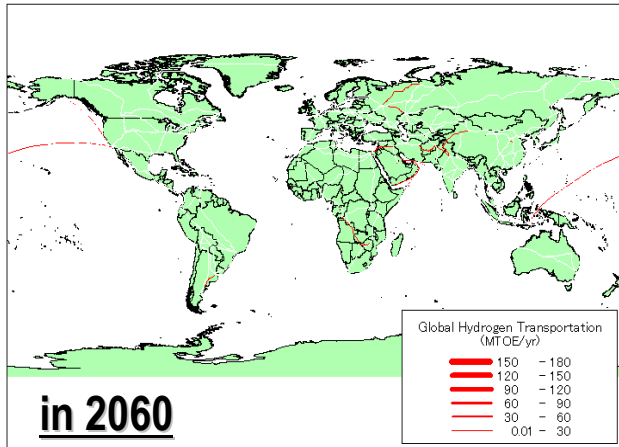 Global Hydrogen Transportation
(MTOE/yr)
150 - 180
120 - 150
90 - 120
60 - 90
30 - 60
0.01 - 30
in 2060